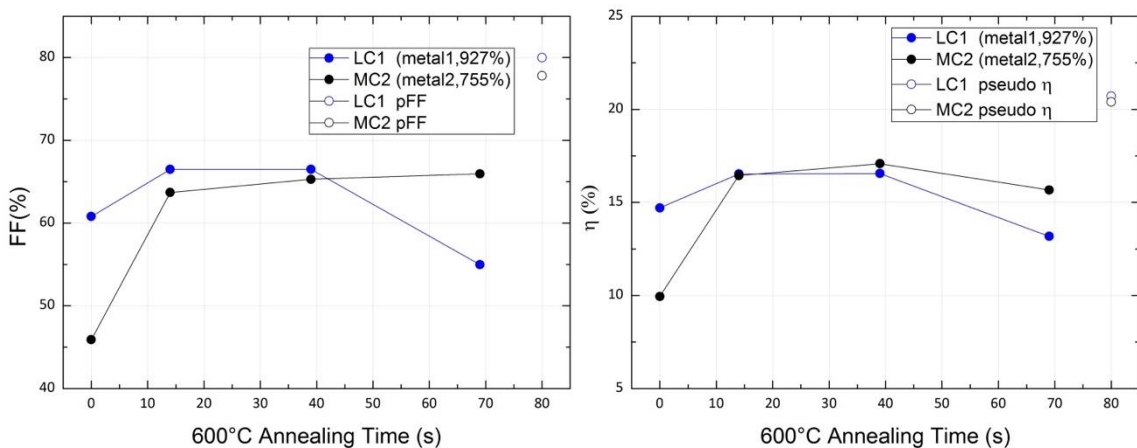 FF(%)
80
70
60
50
40
LC1 (metal1,927%)
MC2 (metal2,755%)
LC1 pFF
MC2 pFF
0 10 20 30 40 50 60 70 80
600°C Annealing Time (s)
η (%)
25
20
15
10
5
LC1 (metal1,927%)
MC2 (metal2,755%)
LC1 pseudo η
MC2 pseudo η
0 10 20 30 40 50 60 70 80
600°C Annealing Time (s)